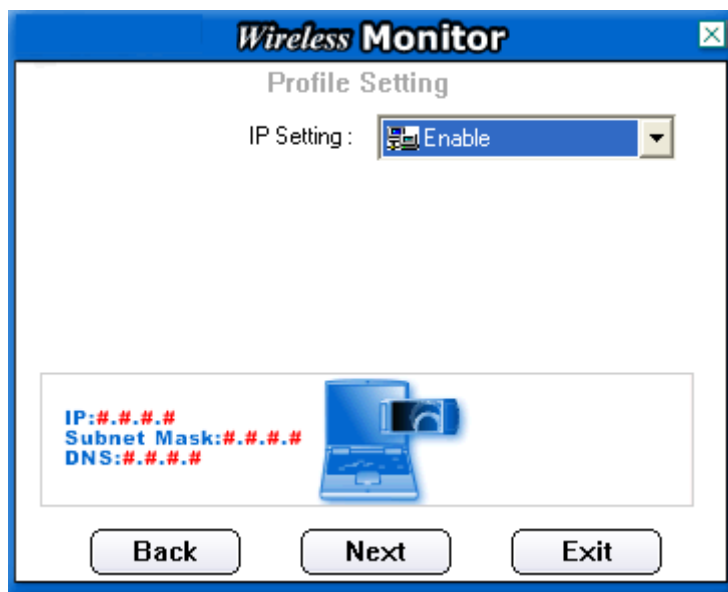 Wireless Monitor
Profile Setting
IP Setting : Enable
IP:#.#.#.#
Subnet Mask:#.#.#.#
DNS:#.#.#.#
Back Next Exit